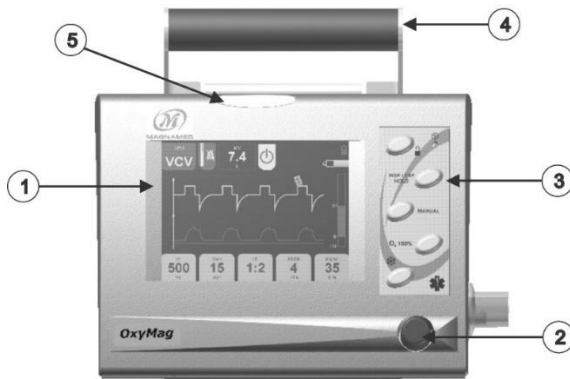 4
5
MAGNAMED
VCV
7.4
1
INSP / EXP
HOLD
3
MANUAL
O₂ 100%
500
15
1:2
4
35
OxyMag
2